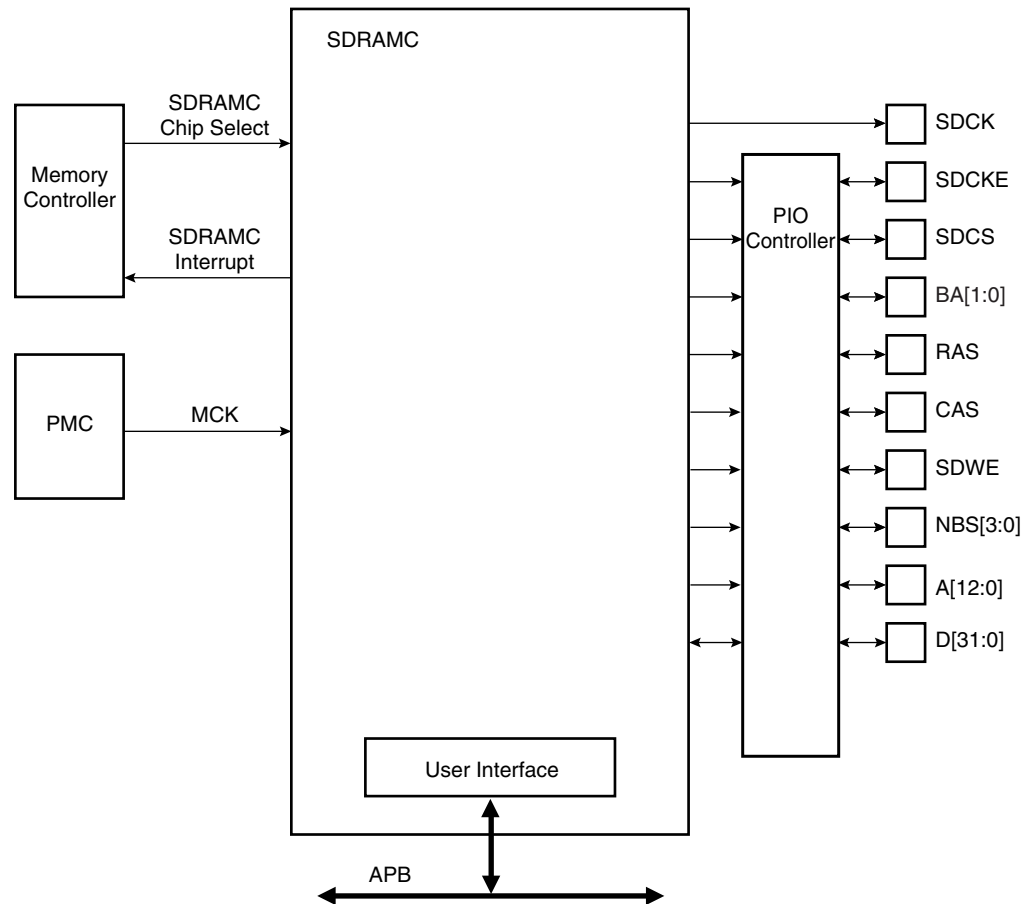 SDRAMC
SDRAMC
Chip Select
Memory
Controller
SDRAMC
Interrupt
PMC
MCK
PIO
Controller
SDCK
SDCKE
SDCS
BA[1:0]
RAS
CAS
SDWE
NBS[3:0]
A[12:0]
D[31:0]
User Interface
APB